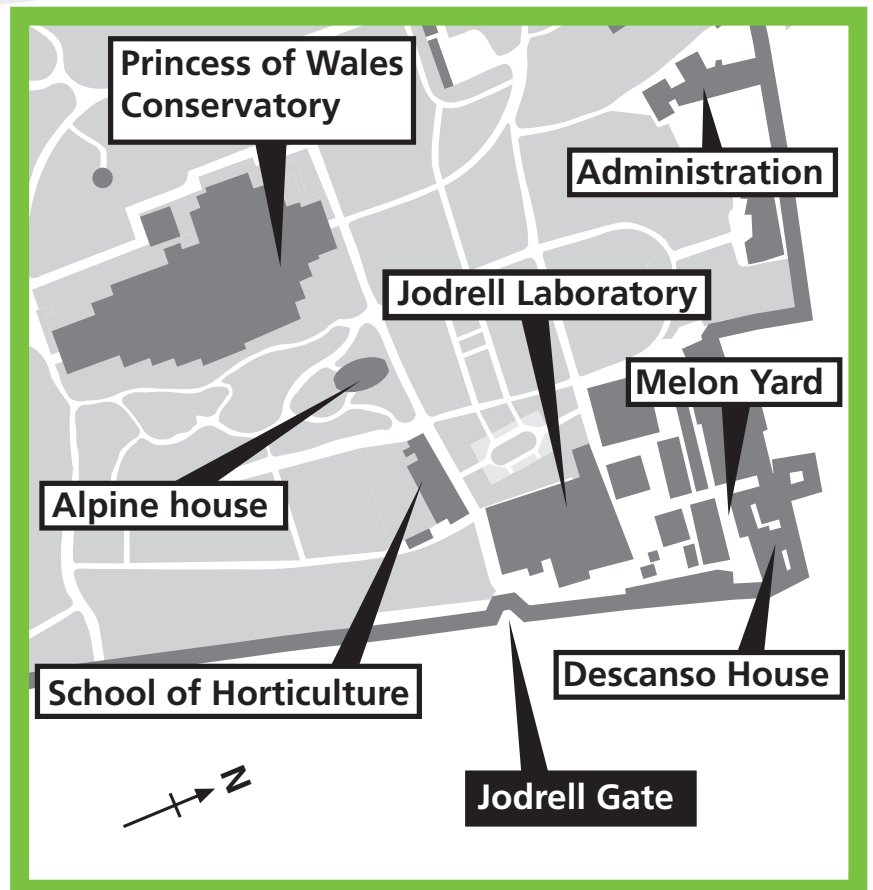 Princess of Wales
Conservatory
Administration
Jodrell Laboratory
Melon Yard
Alpine house
School of Horticulture
Descanso House
Jodrell Gate
N